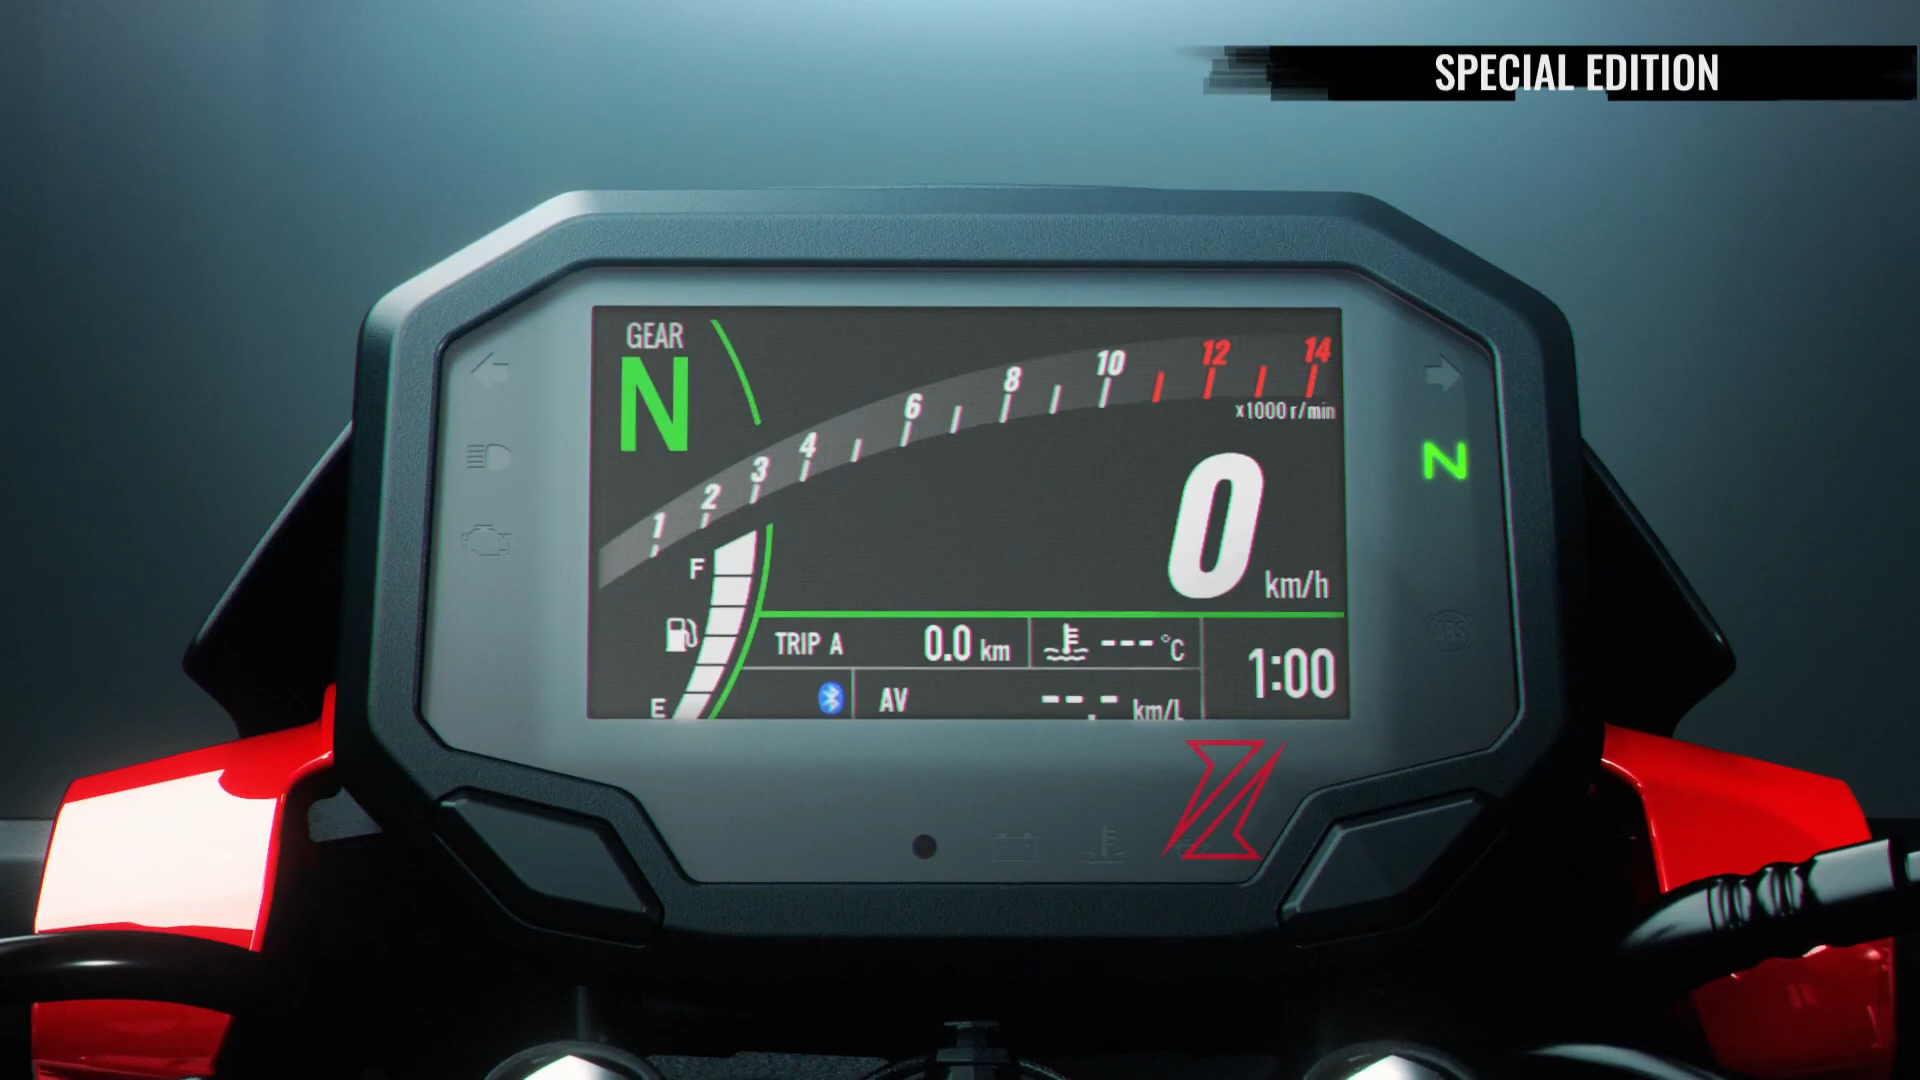 SPECIAL EDITION
GEAR
N
1 2 3 4 6 8 10 12 14
x1000 r/min
N
0 km/h
F
E
TRIP A 0.0 km
---°C
1:00
AV --.- km/L
ABS